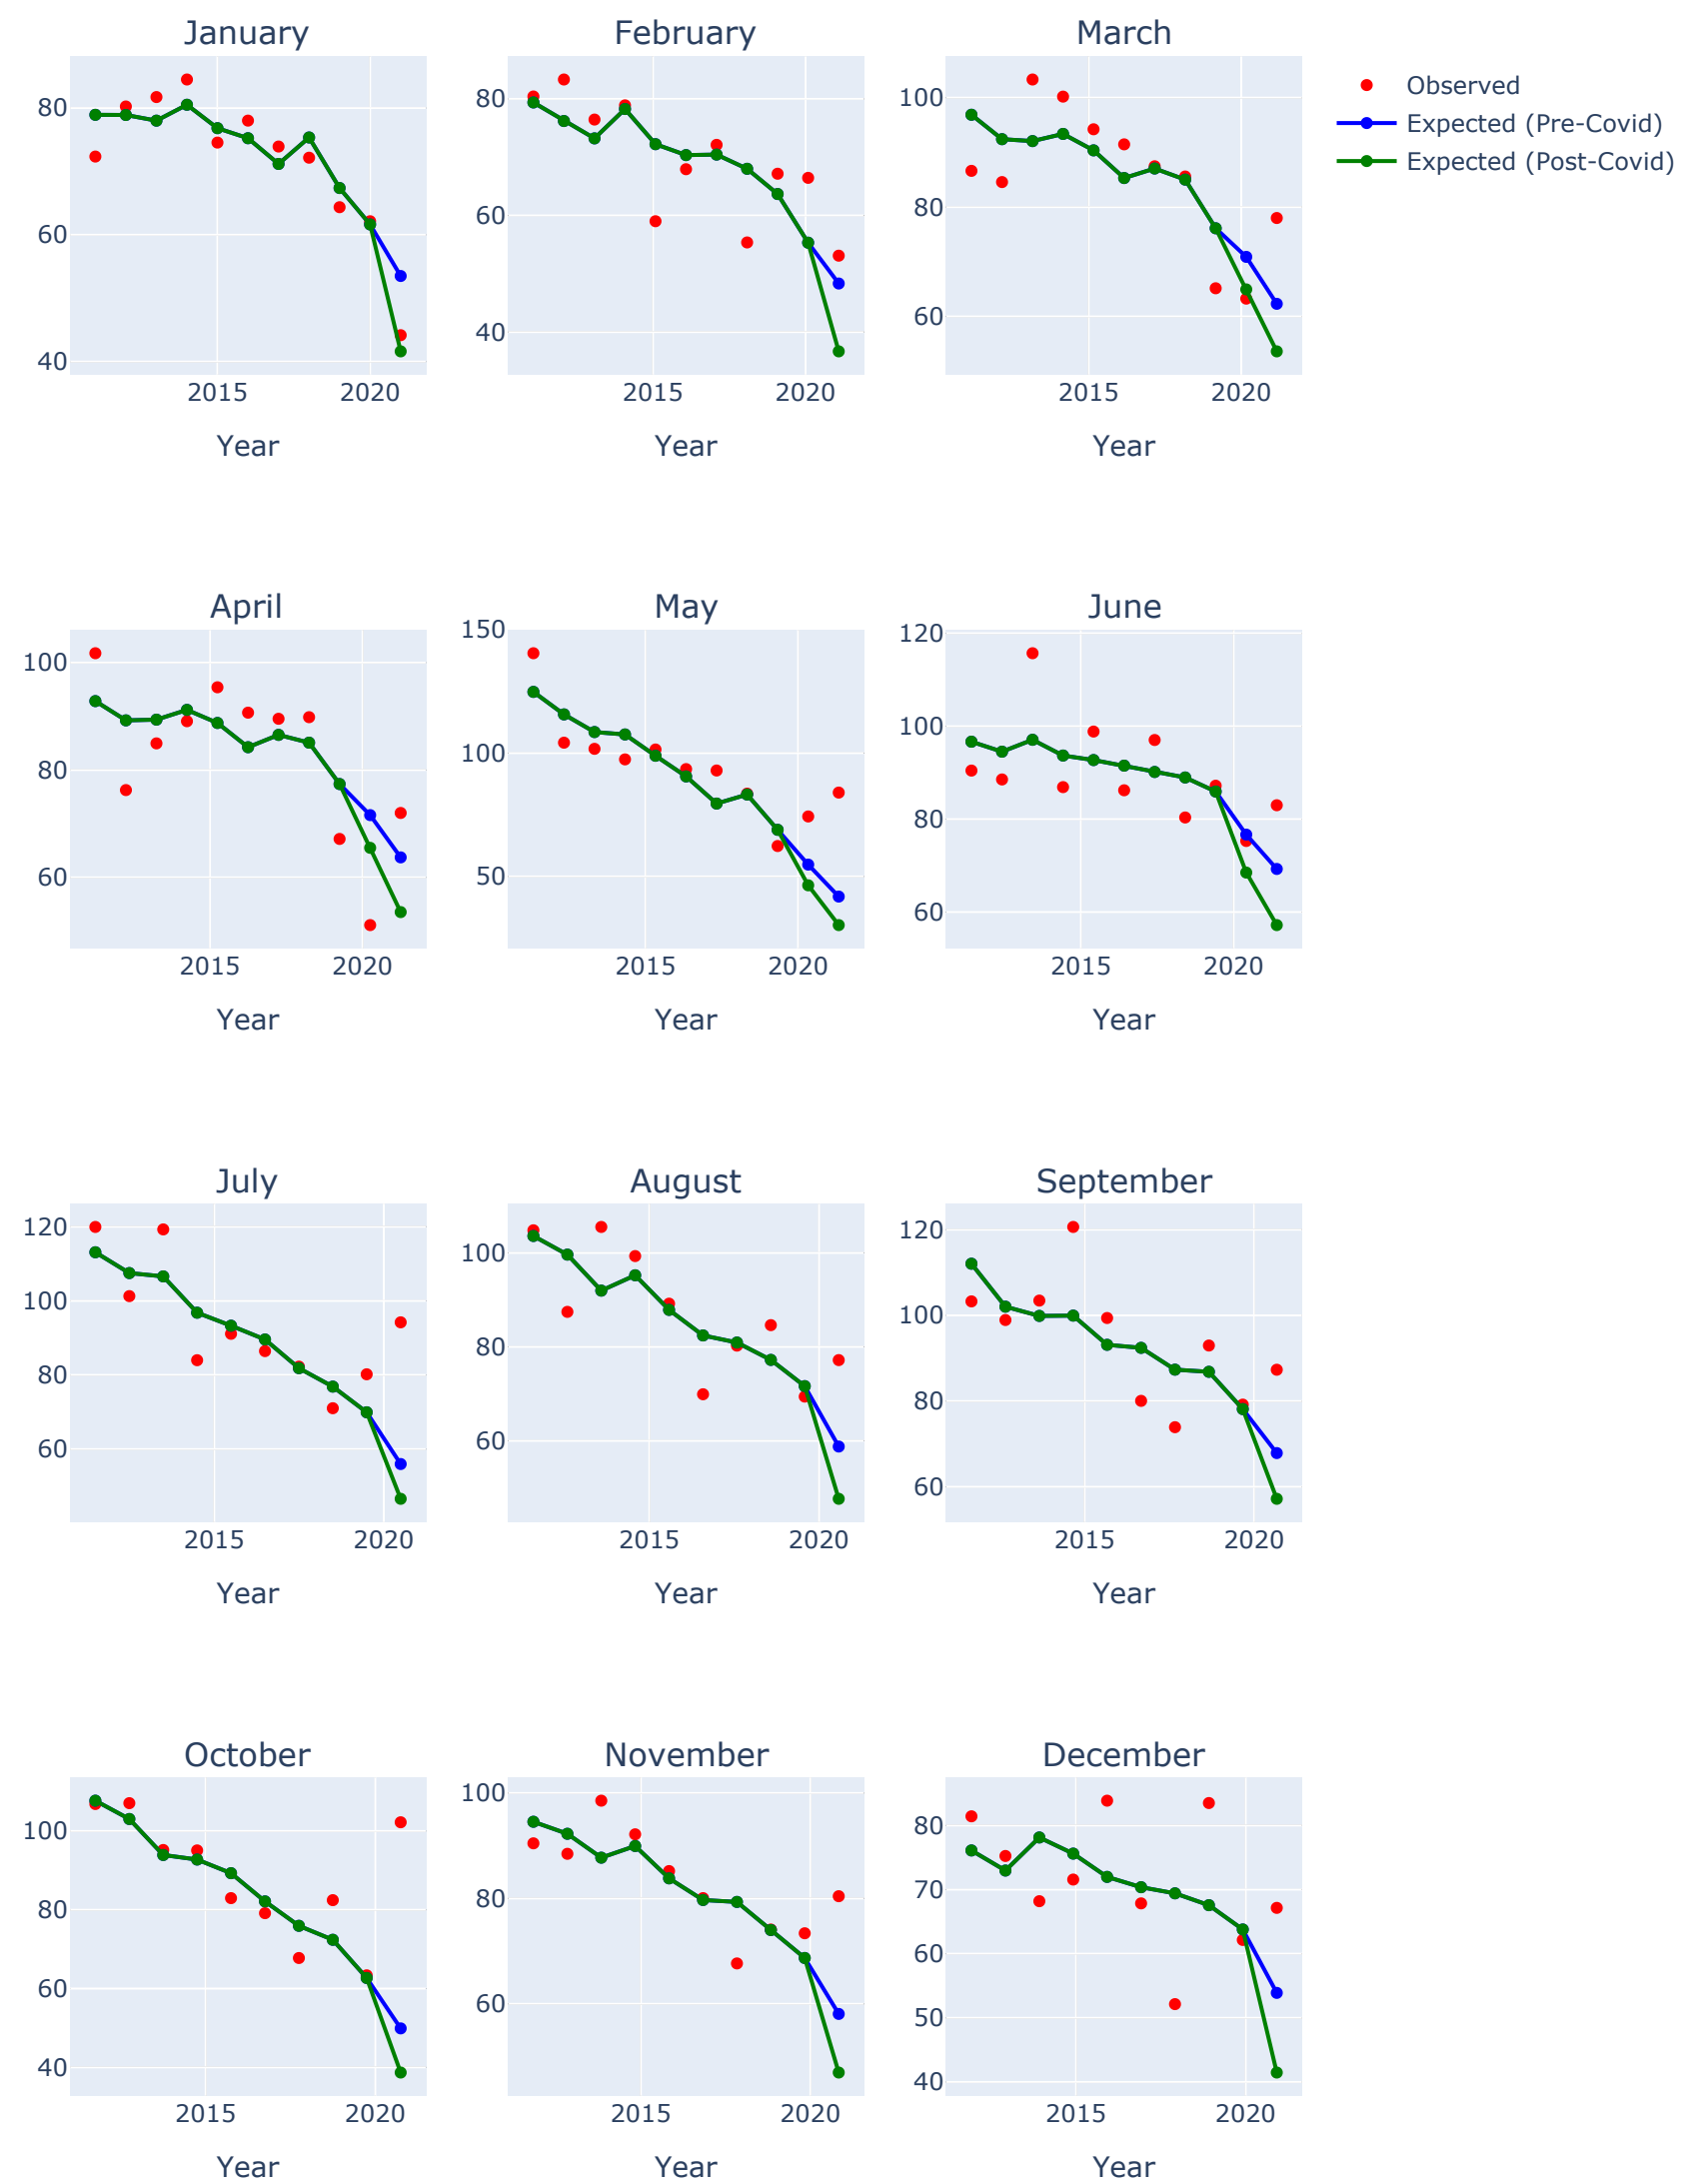 January
February
March
Observed
Expected (Pre-Covid)
Expected (Post-Covid)
80
60
40
2015
2020
Year
80
60
40
2015
2020
Year
100
80
60
2015
2020
Year
April
May
June
100
80
60
2015
2020
Year
150
100
50
2015
2020
Year
120
100
80
60
2015
2020
Year
July
August
September
120
100
80
60
2015
2020
Year
100
80
60
2015
2020
Year
120
100
80
60
2015
2020
Year
October
November
December
100
80
60
40
2015
2020
Year
100
80
60
2015
2020
Year
80
70
60
50
40
2015
2020
Year